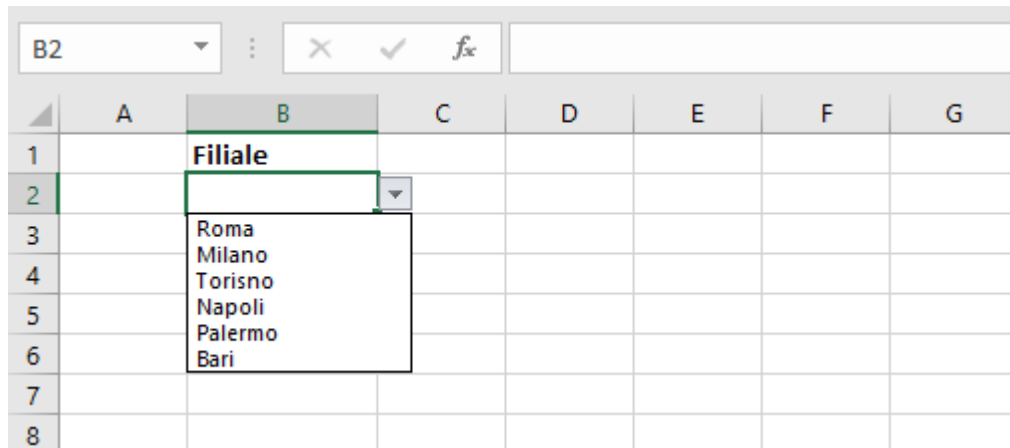 B2 fx
A B C D E F G
1 Filiale
2
3 Roma
Milano
4 Torisno
5 Napoli
Palermo
6 Bari
7
8